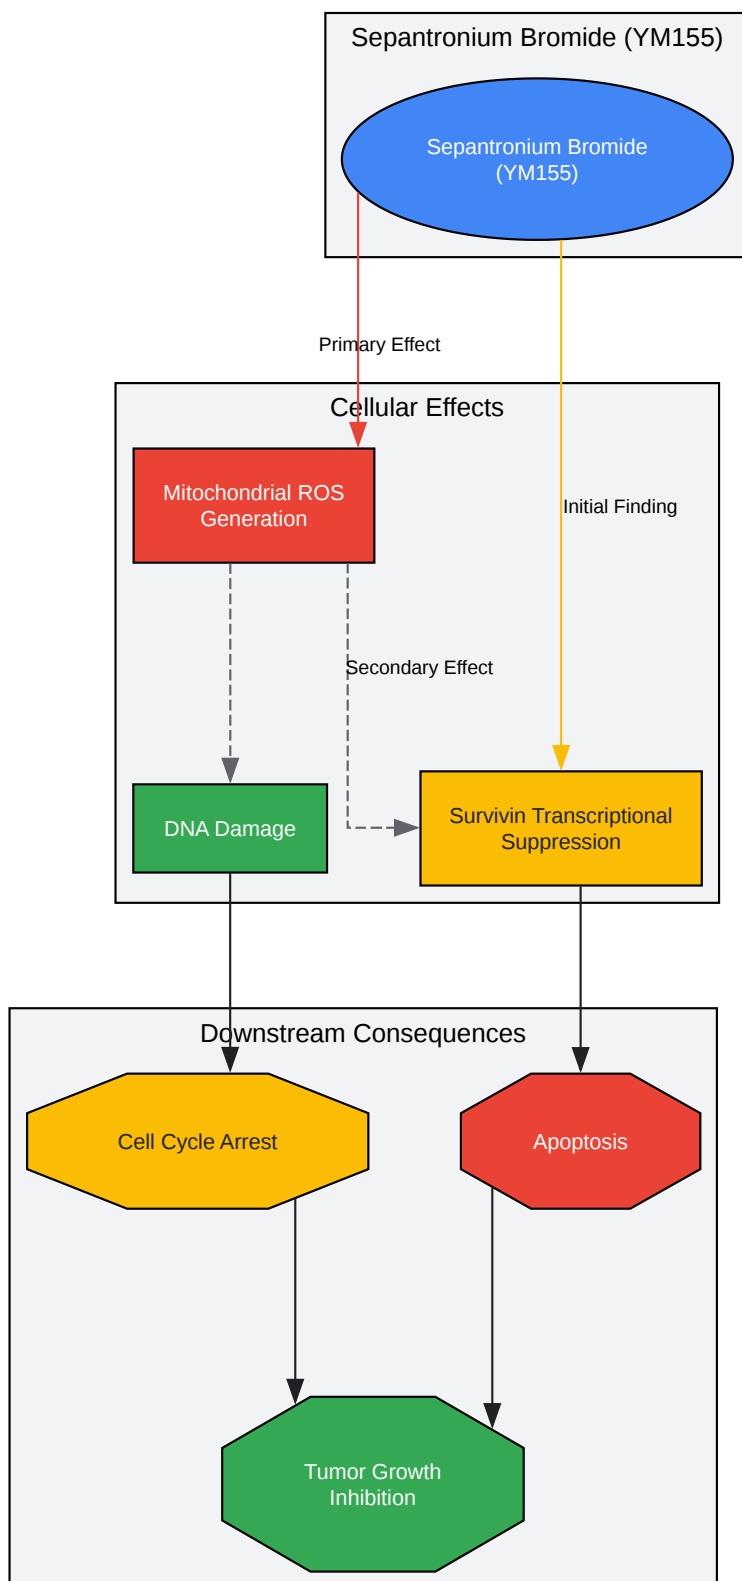 Sepantronium Bromide (YM155)
Sepantronium Bromide
(YM155)
Primary Effect
Cellular Effects
Mitochondrial ROS
Generation
Initial Finding
Secondary Effect
DNA Damage
Survivin Transcriptional
Suppression
Downstream Consequences
Cell Cycle Arrest
Apoptosis
Tumor Growth
Inhibition